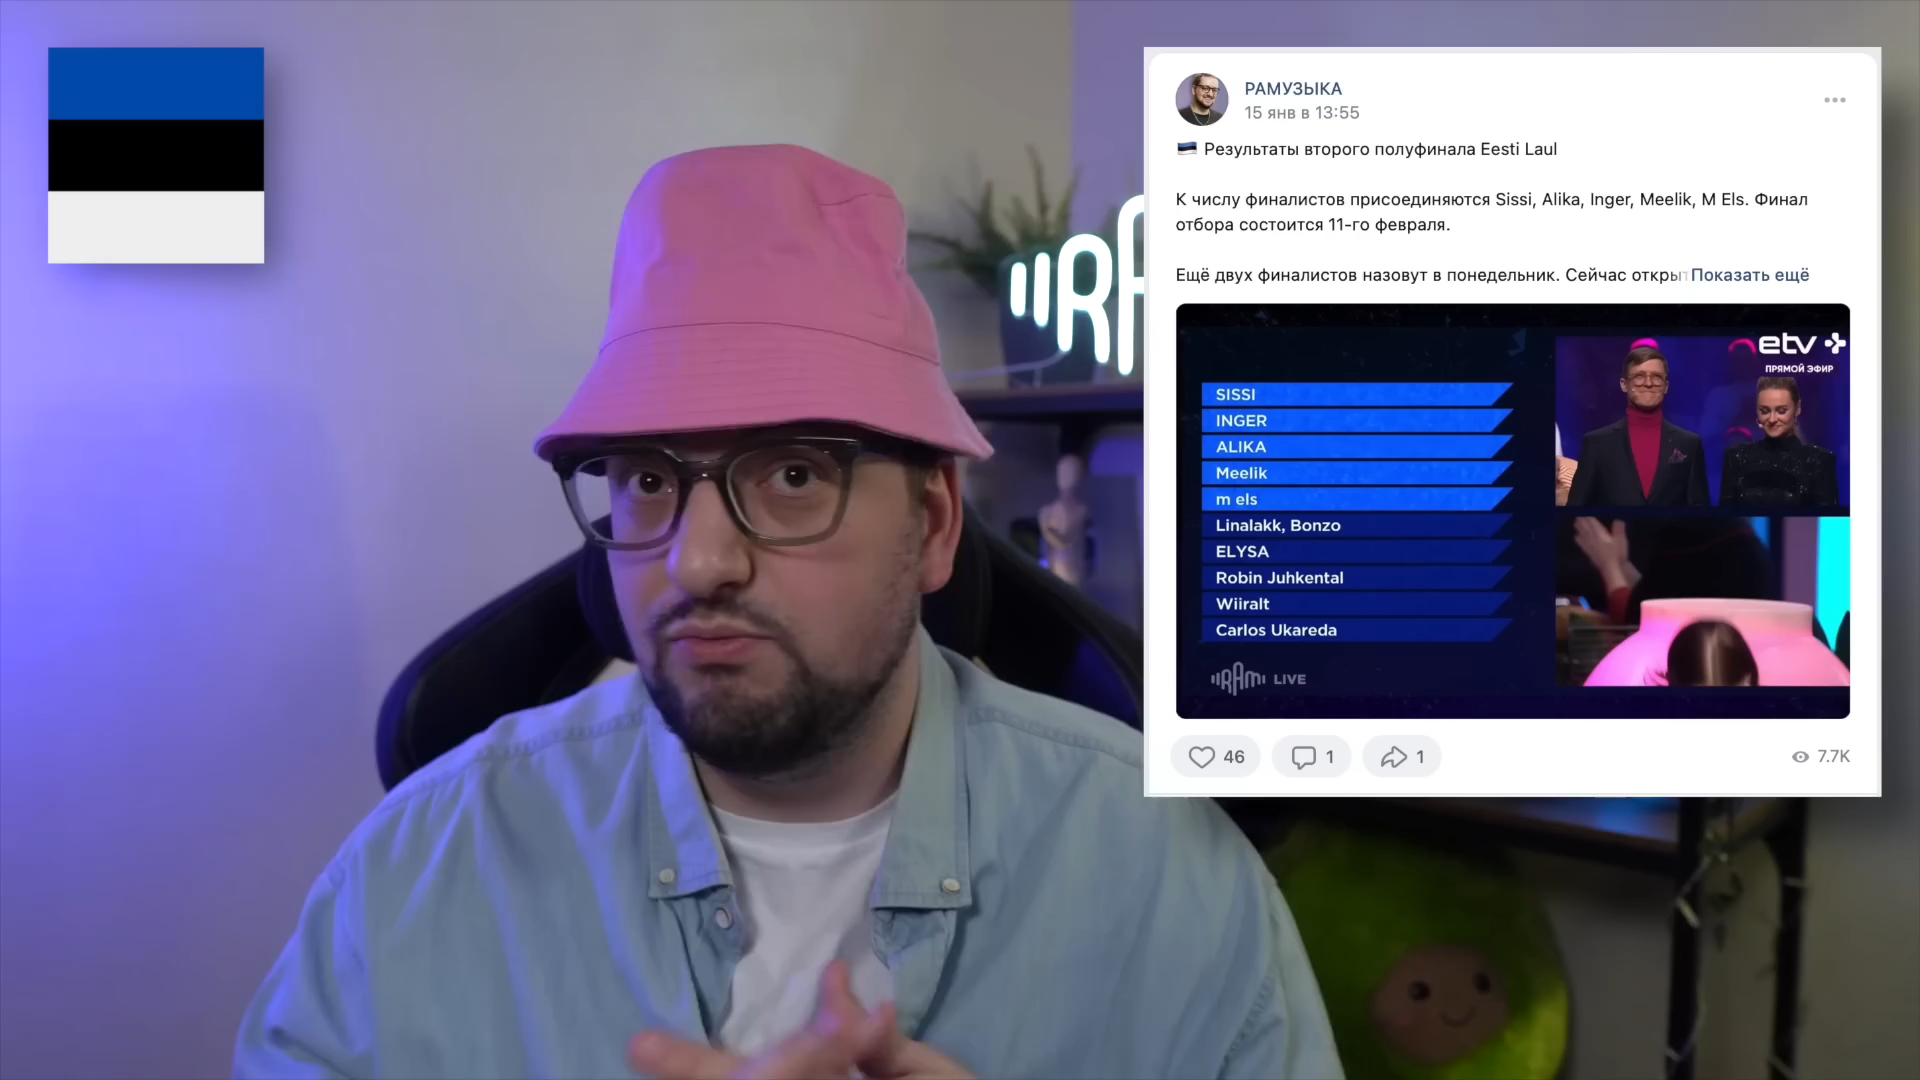 РАМУЗЫКА
15 янв в 13:55
Результаты второго полуфинала Eesti Laul
К числу финалистов присоединяются Sissi, Alika, Inger, Meelik, M Els. Финал
отбора состоится 11-го февраля.
Ещё двух финалистов назовут в понедельник. Сейчас откры Показать ещё
etv+
ПРЯМОЙ ЭФИР
SISSI
INGER
ALIKA
Meelik
m els
Linalakk, Bonzo
ELYSA
Robin Juhkental
Wiiralt
Carlos Ukareda
RAMI LIVE
46
1
1
7.7K
RA